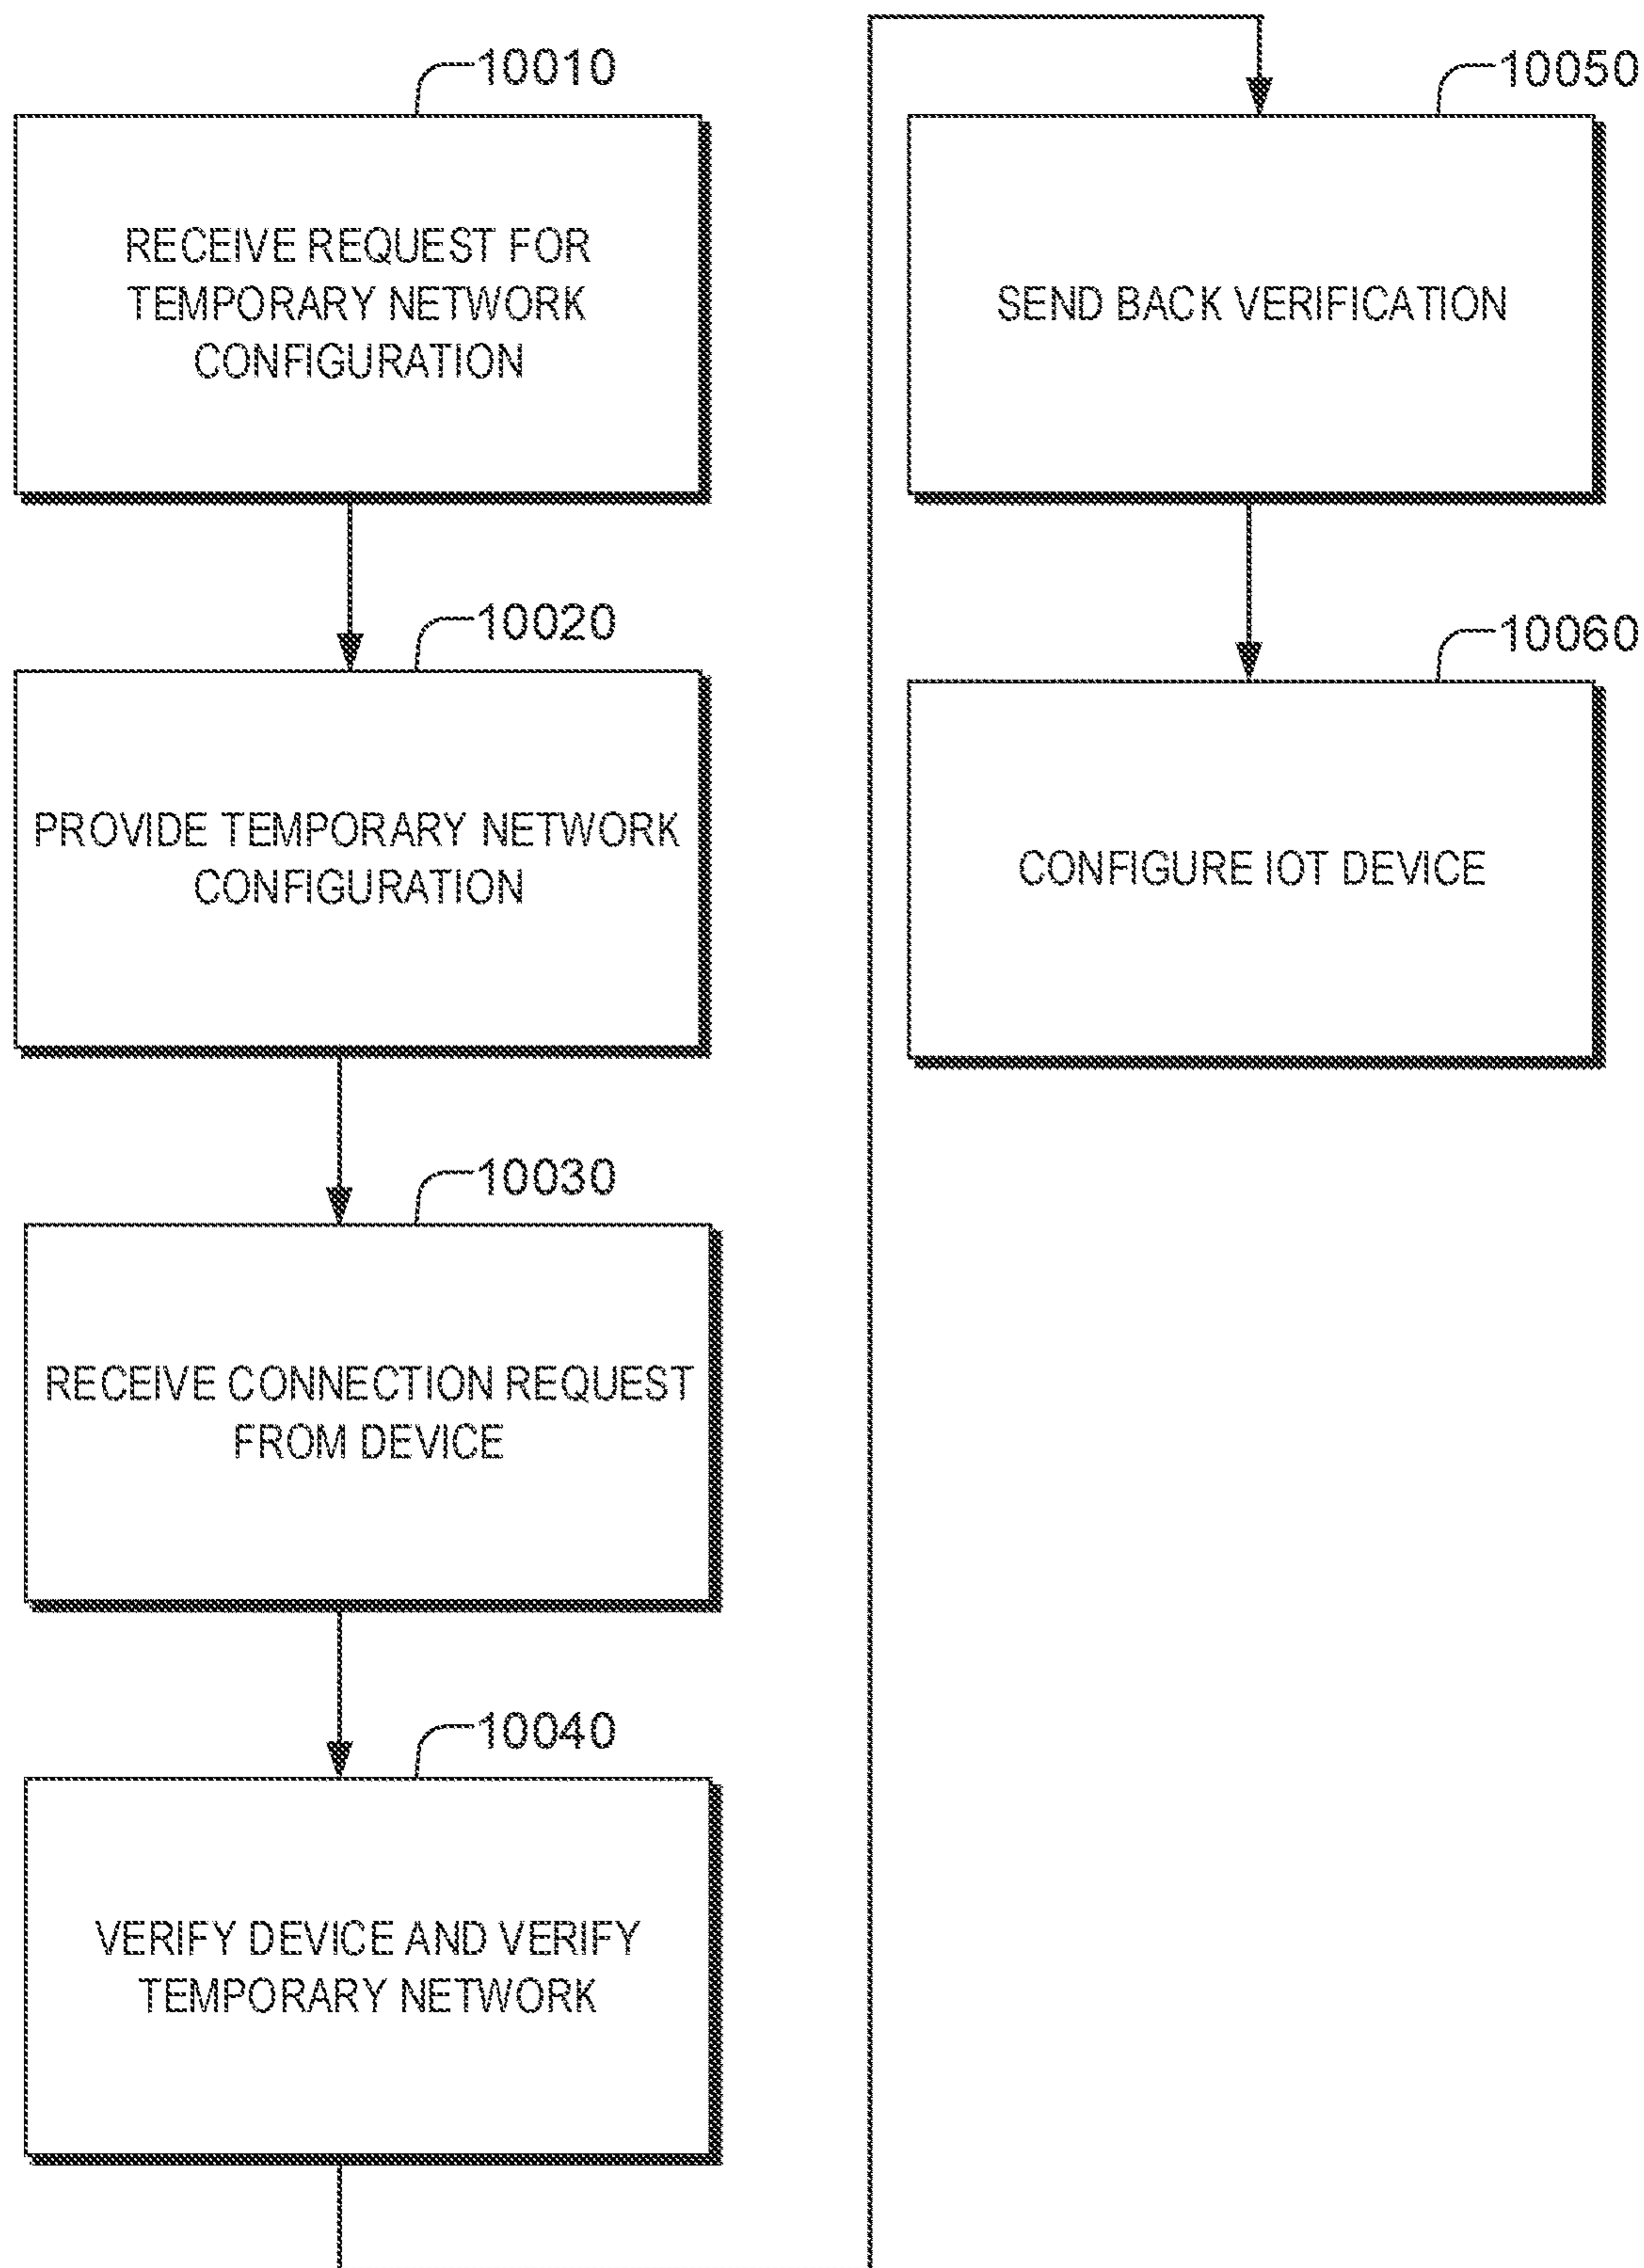 10010
RECEIVE REQUEST FOR
TEMPORARY NETWORK
CONFIGURATION
10020
PROVIDE TEMPORARY NETWORK
CONFIGURATION
10030
RECEIVE CONNECTION REQUEST
FROM DEVICE
10040
VERIFY DEVICE AND VERIFY
TEMPORARY NETWORK
10050
SEND BACK VERIFICATION
10060
CONFIGURE IOT DEVICE